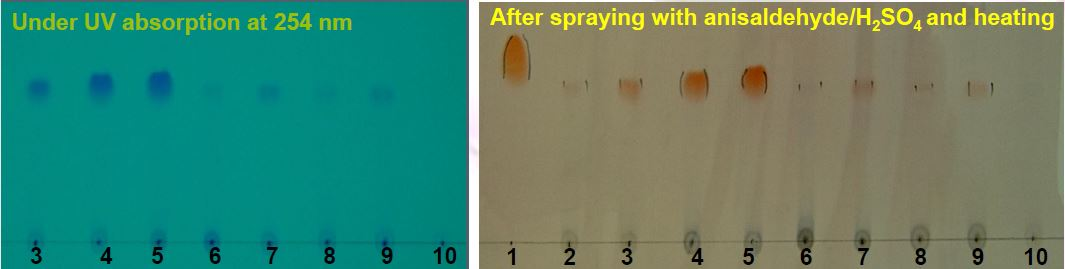 Under UV absorption at 254 nm
3 4 5 6 7 8 9 10
After spraying with anisaldehyde/H₂SO₄ and heating
1 2 3 4 5 6 7 8 9 10